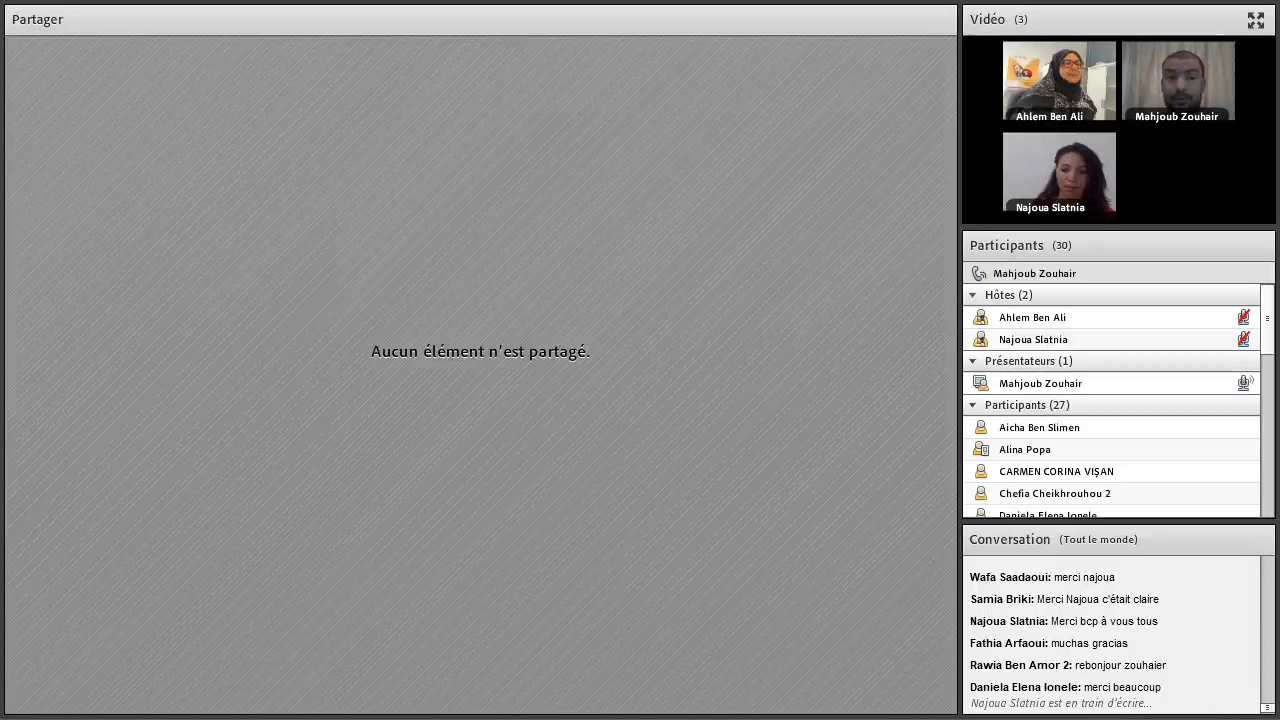 Partager
Aucun élément n'est partagé.
Vidéo (3)
Ahlem Ben Ali
Mahjoub Zouhair
Najoua Slatnia
Participants (30)
Mahjoub Zouhair
Hôtes (2)
Ahlem Ben Ali
Najoua Slatnia
Présentateurs (1)
Mahjoub Zouhair
Participants (27)
Aicha Ben Slimen
Alina Popa
CARMEN CORINA VIŞAN
Chefia Cheikhrouhou 2
Daniela Elena Ionele
Conversation (Tout le monde)
Wafa Saadaoui: merci najoua
Samia Briki: Merci Najoua c'était claire
Najoua Slatnia: Merci bcp à vous tous
Fathia Arfaoui: muchas gracias
Rawia Ben Amor 2: rebonjour zouhaier
Daniela Elena Ionele: merci beaucoup
Najoua Slatnia est en train d'écrire...